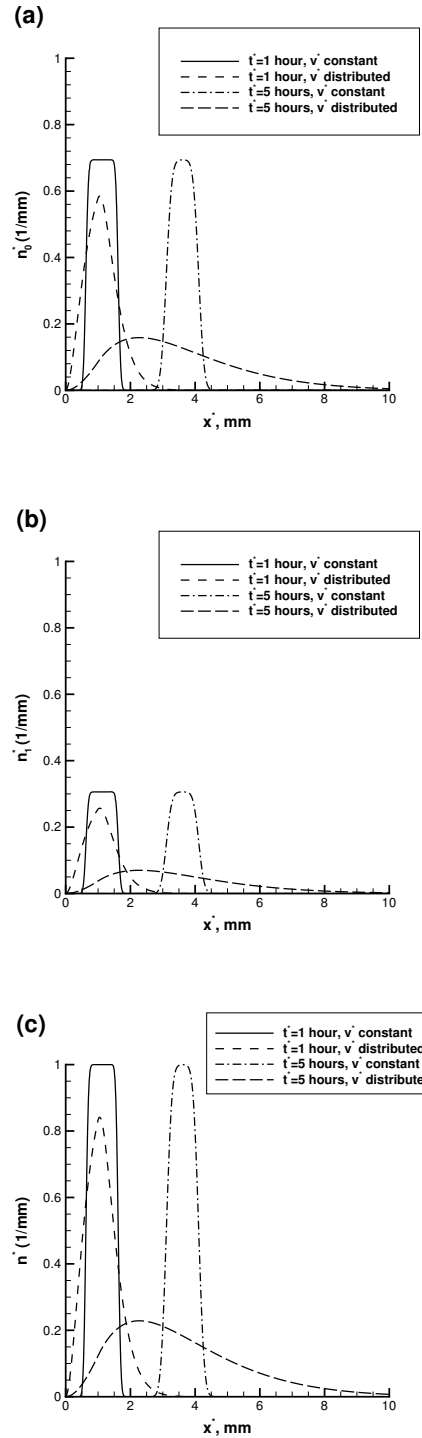 (a)
t*=1 hour, v* constant
t*=1 hour, v* distributed
t*=5 hours, v* constant
t*=5 hours, v* distributed
1
0.8
0.6
0.4
0.2
0
n*0 (1/mm)
0 2 4 6 8 10
x*, mm
(b)
t*=1 hour, v* constant
t*=1 hour, v* distributed
t*=5 hours, v* constant
t*=5 hours, v* distributed
1
0.8
0.6
0.4
0.2
0
n*1 (1/mm)
0 2 4 6 8 10
x*, mm
(c)
t*=1 hour, v* constant
t*=1 hour, v* distributed
t*=5 hours, v* constant
t*=5 hours, v* distribute
1
0.8
0.6
0.4
0.2
0
n* (1/mm)
0 2 4 6 8 10
x*, mm